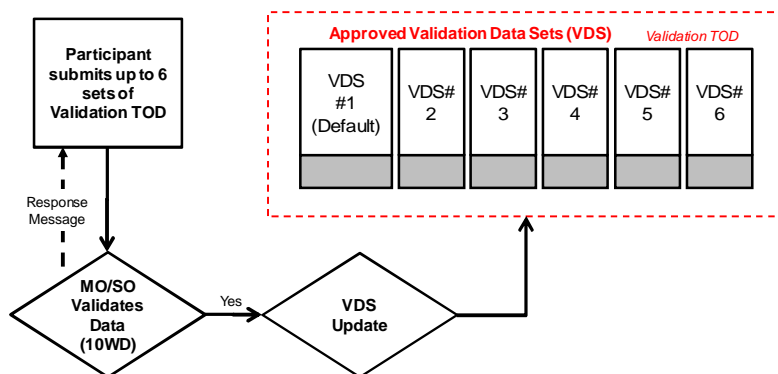 Participant
submits up to 6
sets of
Validation TOD
Approved Validation Data Sets (VDS)
Validation TOD
VDS
#1
(Default)
VDS#
2
VDS#
3
VDS#
4
VDS#
5
VDS#
6
Response
Message
MO/SO
Validates
Data
(10WD)
Yes
VDS
Update